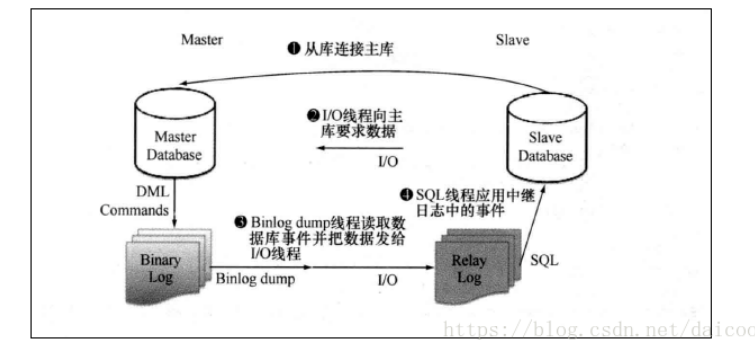 Master
Slave
❶ 从库连接主库
❷ I/O线程向主
库要求数据
I/O
Master
Database
Slave
Database
DML
Commands
❹ SQL线程应用中继
日志中的事件
❸ Binlog dump线程读取数
据库事件并把数据发给
I/O线程
Binary
Log
Binlog dump
I/O
Relay
Log
SQL
https://blog.csdn.net/daicoo